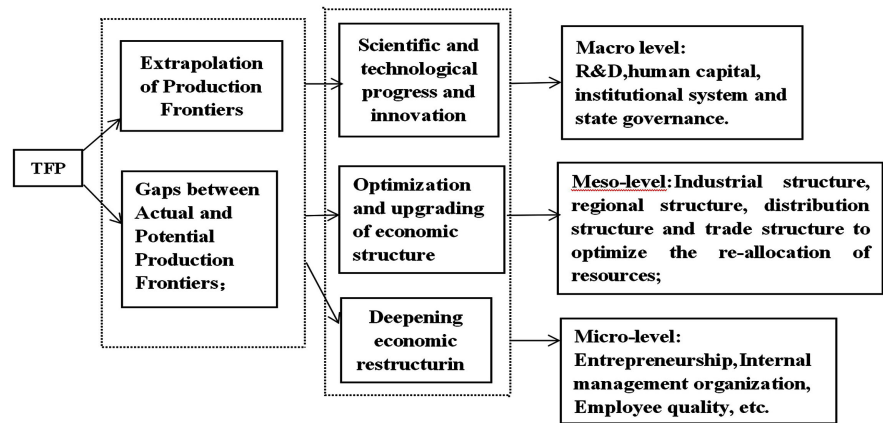 TFP
Extrapolation
of Production
Frontiers
Gaps between
Actual and
Potential
Production
Frontiers；
Scientific and
technological
progress and
innovation
Optimization
and upgrading
of economic
structure
Deepening
economic
restructurin
Macro level:
R&D,human capital,
institutional system and
state governance.
Meso-level:Industrial structure,
regional structure, distribution
structure and trade structure to
optimize the re-allocation of
resources;
Micro-level:
Entrepreneurship,Internal
management organization,
Employee quality, etc.